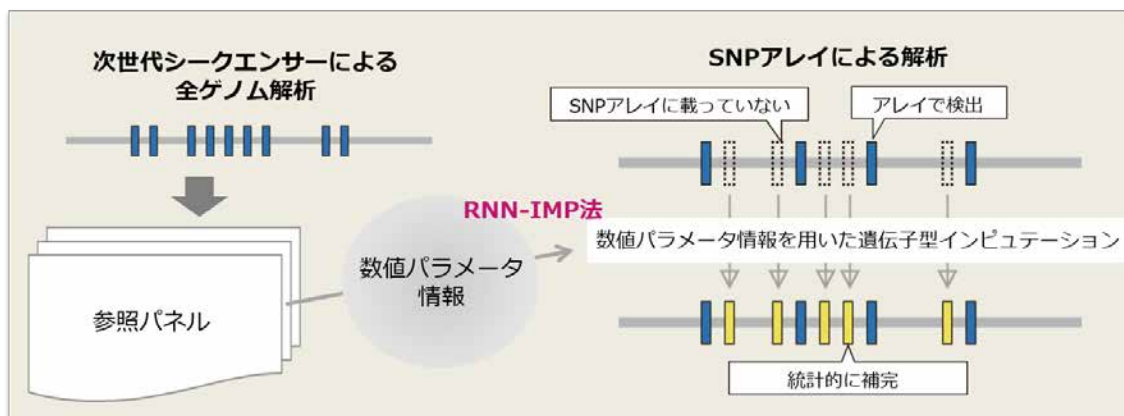 次世代シークエンサーによる
全ゲノム解析
参照パネル
数値パラメータ
情報
RNN-IMP法
SNPアレイによる解析
SNPアレイに載っていない
アレイで検出
数値パラメータ情報を用いた遺伝子型インピュテーション
統計的に補完